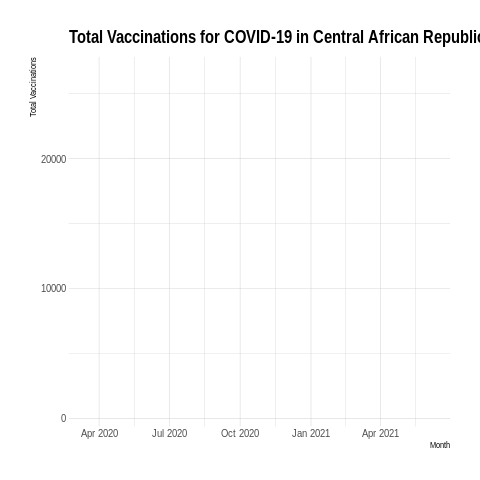 Total Vaccinations for COVID-19 in Central African Republic
Total Vaccinations
20000
10000
0
Apr 2020
Jul 2020
Oct 2020
Jan 2021
Apr 2021
Month